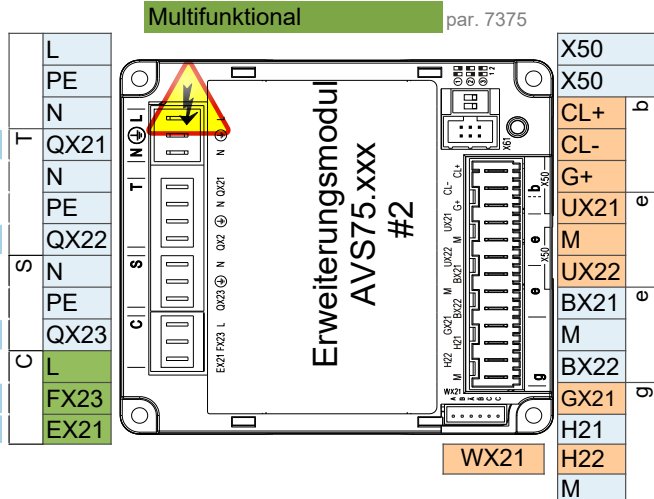 Multifunktional par. 7375
L
PE
N
T QX21
N
PE
QX22
S N
PE
QX23
C L
FX23
EX21
N L
T
S
C
N
QX2 N QX21
QX23 N
EX21 FX23 L
Erweiterungsmodul
AVS75.xxx
#2
1 2
X61
CL+
CL-
G+
UX21
M
UX22
BX21
M
BX22
GX21
H21
H22
M
WX21
A B A B C C
b
X50
e
X50
e
g
WX21
X50
X50
CL+ b
CL-
G+
UX21 e
M
UX22
BX21 e
M
BX22
GX21 g
H21
H22
M